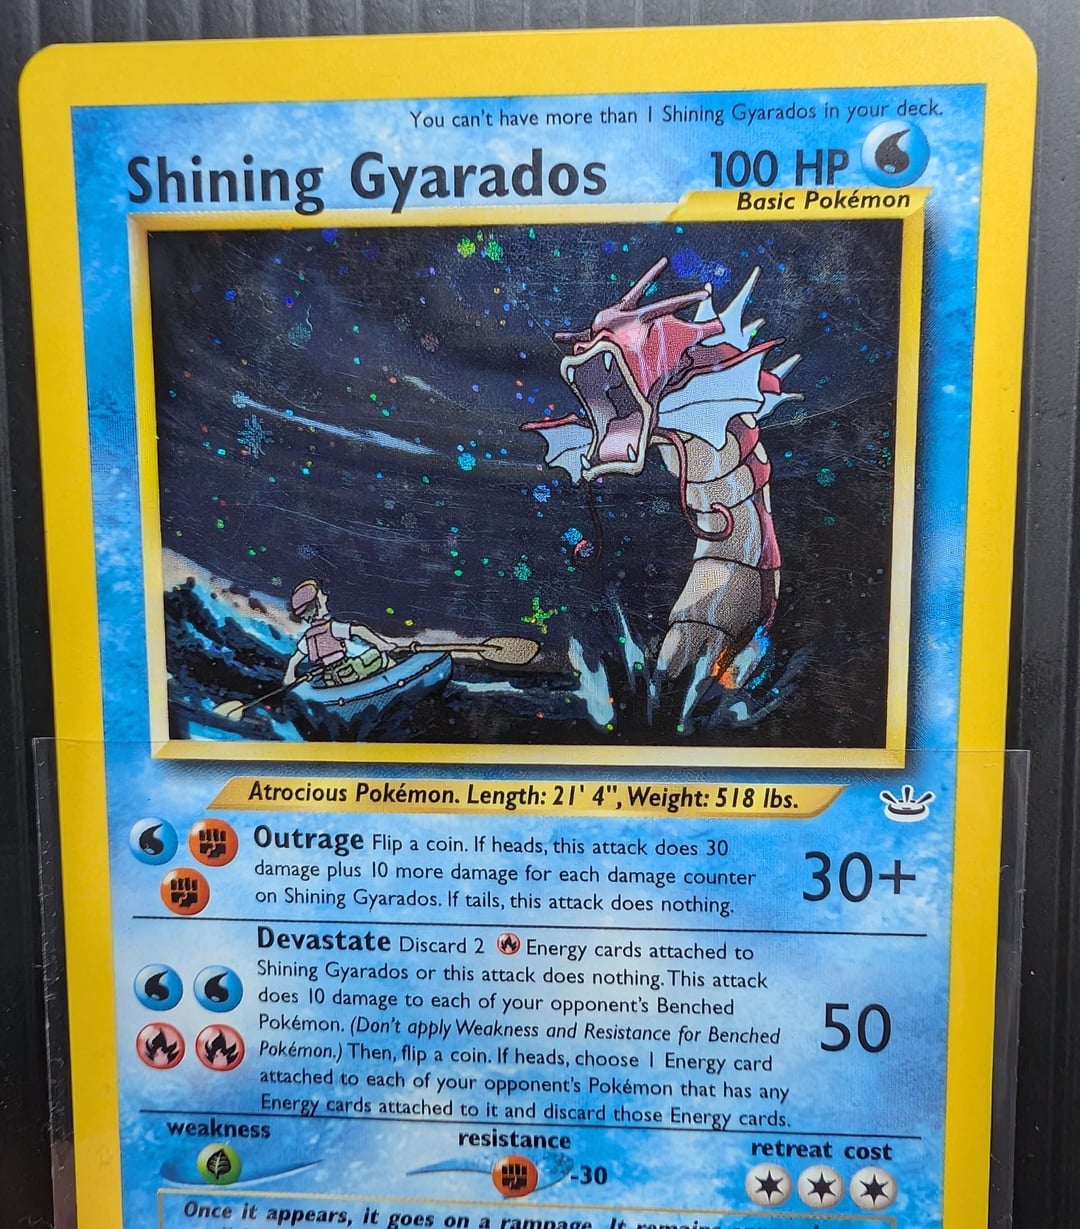 You can't have more than 1 Shining Gyarados in your deck.
Shining Gyarados 100 HP
Basic Pokémon
Atrocious Pokémon. Length: 21' 4", Weight: 518 lbs.
Outrage Flip a coin. If heads, this attack does 30
damage plus 10 more damage for each damage counter
on Shining Gyarados. If tails, this attack does nothing.
30+
Devastate Discard 2 Energy cards attached to
Shining Gyarados or this attack does nothing. This attack
does 10 damage to each of your opponent's Benched
Pokémon. (Don't apply Weakness and Resistance for Benched
Pokémon.) Then, flip a coin. If heads, choose 1 Energy card
attached to each of your opponent's Pokémon that has any
Energy cards attached to it and discard those Energy cards.
50
weakness
resistance
-30
retreat cost
Once it appears, it goes on a rampage. It